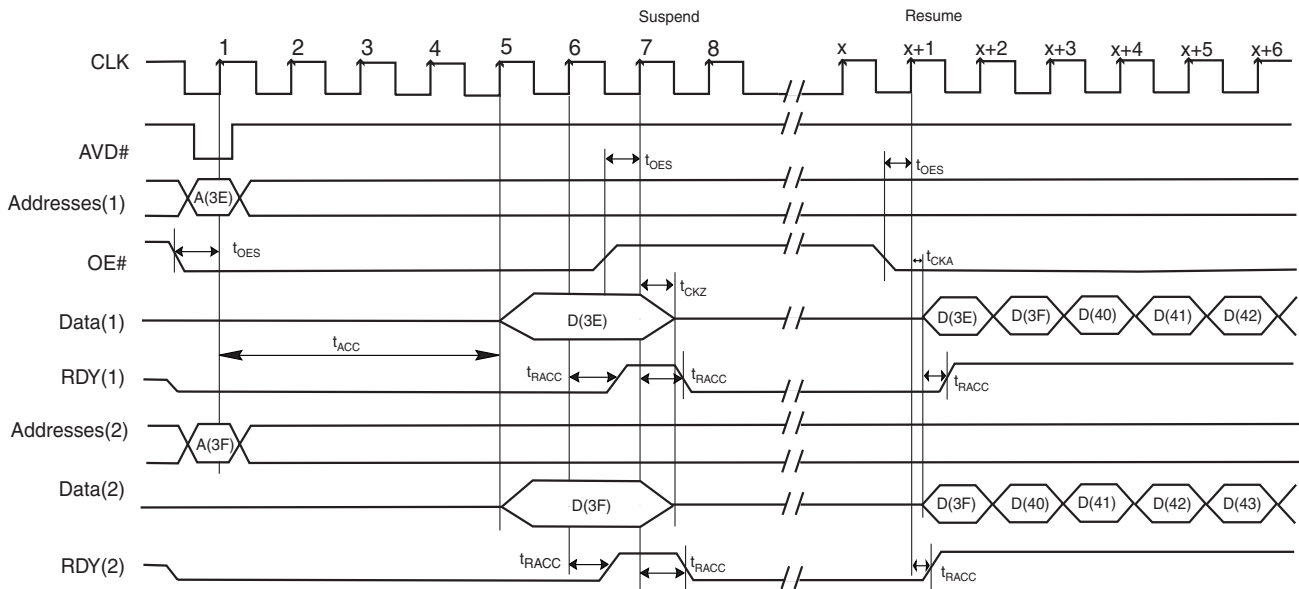 Suspend Resume
CLK 1 2 3 4 5 6 7 8 x x+1 x+2 x+3 x+4 x+5 x+6
AVD#
tOES tOES
Addresses(1) A(3E)
OE# tOES tCKA
tCKZ
Data(1) D(3E) D(3E) D(3F) D(40) D(41) D(42)
tACC
RDY(1) tRACC tRACC tRACC
Addresses(2) A(3F)
Data(2) D(3F) D(3F) D(40) D(41) D(42) D(43)
RDY(2) tRACC tRACC tRACC